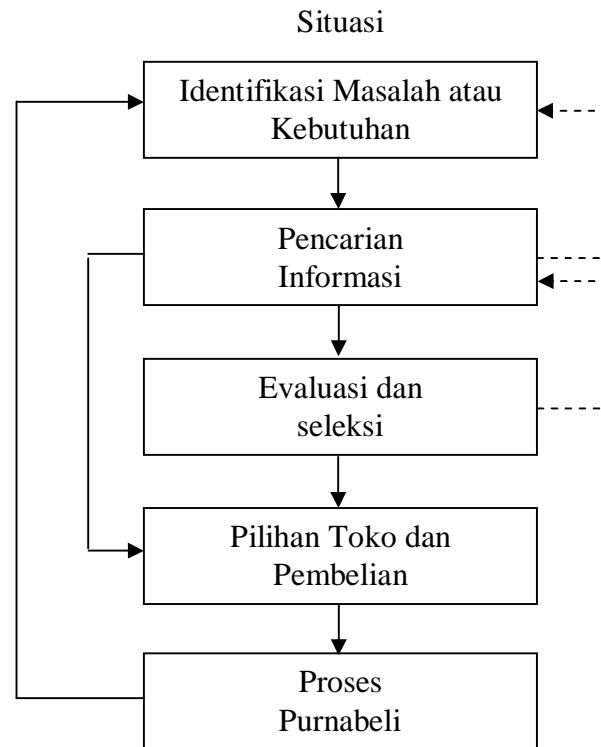 Situasi
Identifikasi Masalah atau
Kebutuhan
Pencarian
Informasi
Evaluasi dan
seleksi
Pilihan Toko dan
Pembelian
Proses
Purnabeli